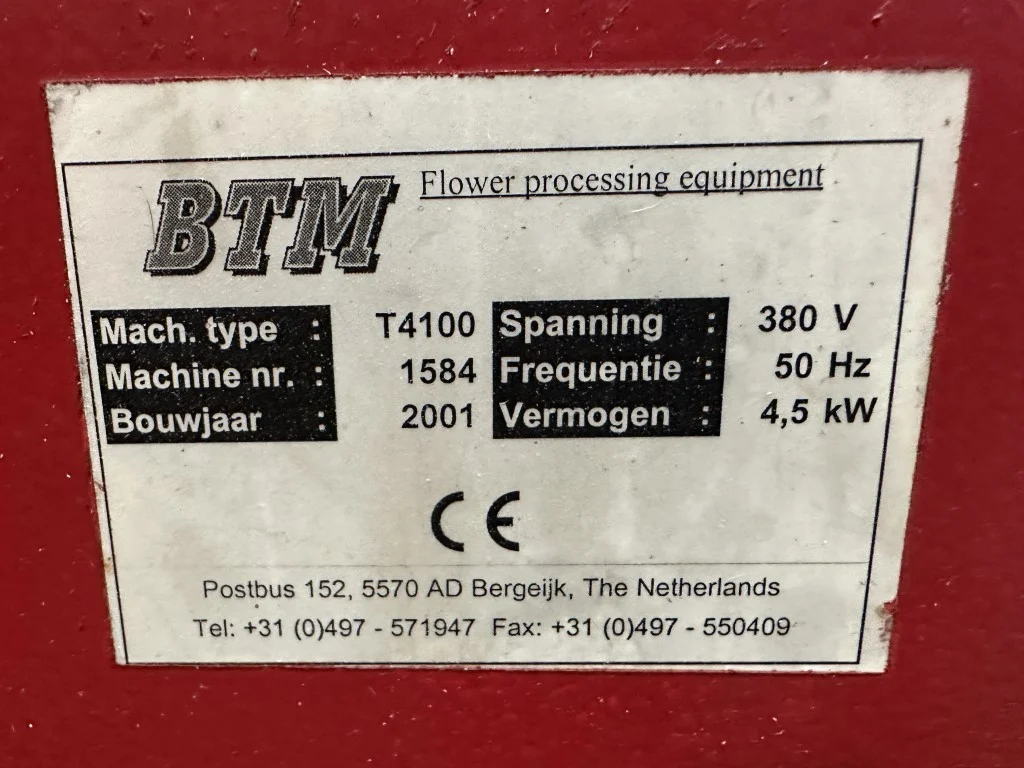 BTM Flower processing equipment
Mach. type : T4100 Spanning : 380 V
Machine nr. : 1584 Frequentie : 50 Hz
Bouwjaar : 2001 Vermogen : 4,5 kW
CE
Postbus 152, 5570 AD Bergeijk, The Netherlands
Tel: +31 (0)497 - 571947 Fax: +31 (0)497 - 550409